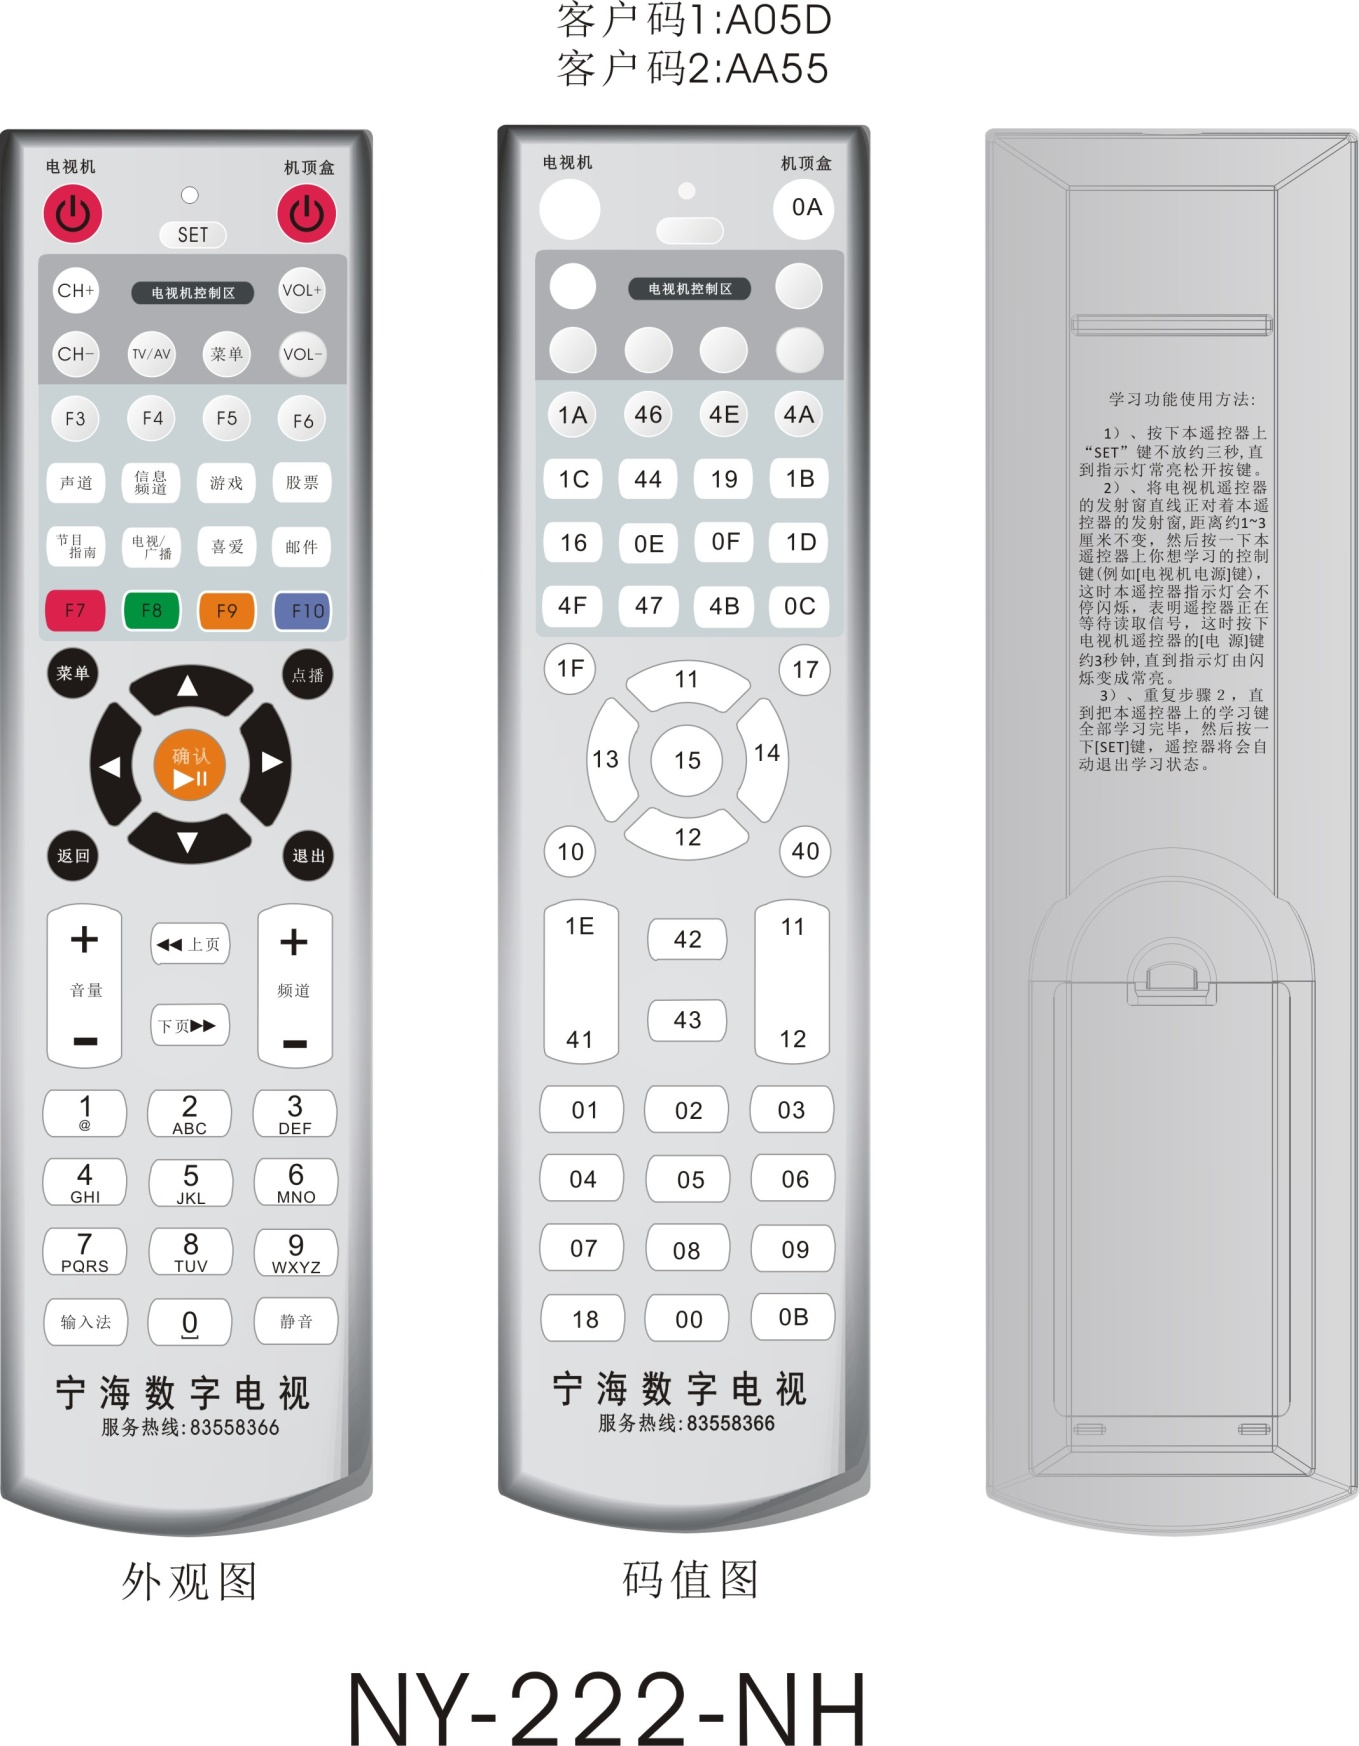 客户码1:A05D
客户码2:AA55
电视机 机顶盒
SET
CH+ 电视机控制区 VOL+
CH- TV/AV 菜单 VOL-
F3 F4 F5 F6
声道 信息频道 游戏 股票
节目指南 电视/广播 喜爱 邮件
F7 F8 F9 F10
菜单 点播
确认
返回 退出
+ 上页 +
音量 频道
- 下页 -
1 2 3
@ ABC DEF
4 5 6
GHI JKL MNO
7 8 9
PQRS TUV WXYZ
输入法 0 静音
宁海数字电视
服务热线:83558366
外观图
电视机 机顶盒
0A
电视机控制区
1A 46 4E 4A
1C 44 19 1B
16 0E 0F 1D
4F 47 4B 0C
1F 11 17
13 15 14
10 12 40
1E 42 11
41 43 12
01 02 03
04 05 06
07 08 09
18 00 0B
宁海数字电视
服务热线:83558366
码值图
学习功能使用方法:
1）、按下本遥控器上
“SET”键不放约三秒,直
到指示灯常亮松开按键。
2）、将电视机遥控器
的发射窗直线正对着本遥
控器的发射窗,距离约1~3
厘米不变，然后按一下本
遥控器上你想学习的控制
键(例如[电视机电源]键)，
这时本遥控器指示灯会不
停闪烁，表明遥控器正在
等待读取信号，这时按下
电视机遥控器的[电 源]键
约3秒钟,直到指示灯由闪
烁变成常亮。
3）、重复步骤2，直
到把本遥控器上的学习键
全部学习完毕，然后按一
下[SET]键，遥控器将会自
动退出学习状态。
NY-222-NH